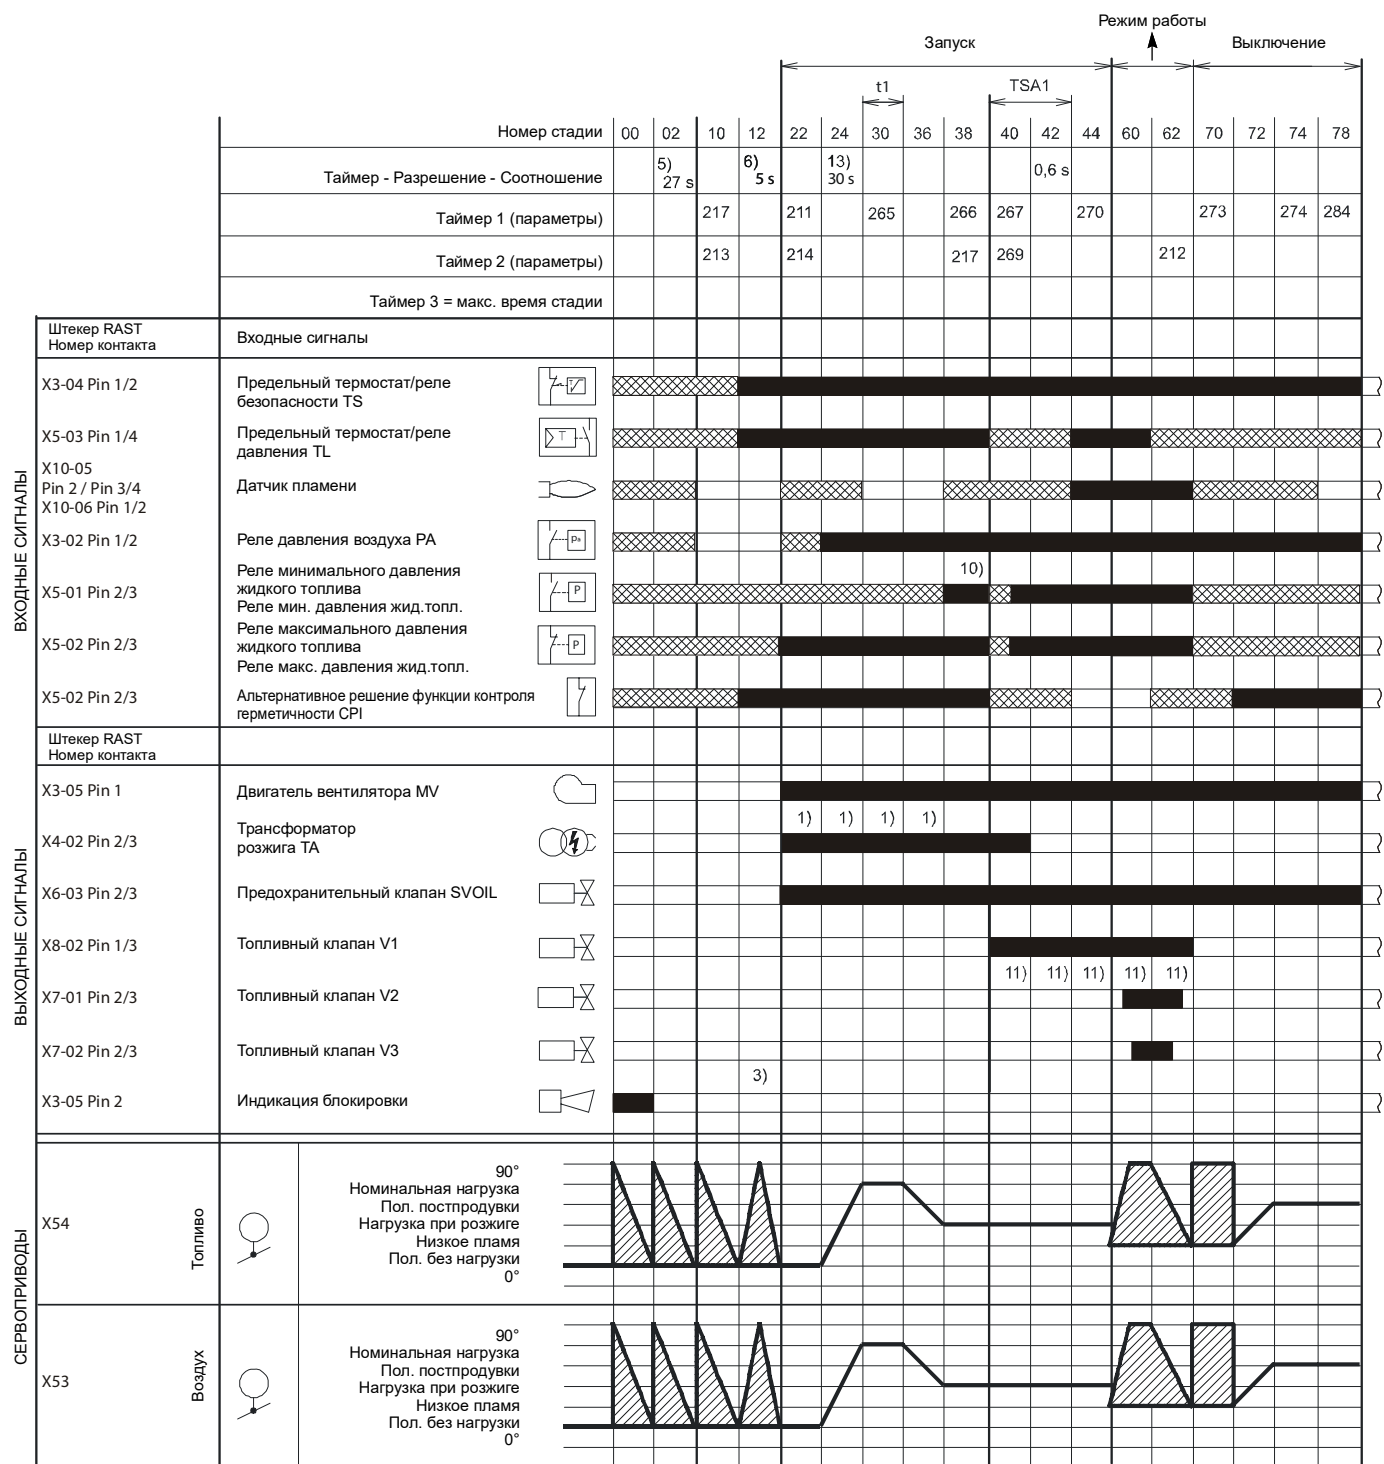 Режим работы
Запуск
Выключение
t1
TSA1
Номер стадии 00 02 10 12 22 24 30 36 38 40 42 44 60 62 70 72 74 78
Таймер - Разрешение - Соотношение 5) 27 s 6) 5 s 13) 30 s 0,6 s
Таймер 1 (параметры) 217 211 265 266 267 270 273 274 284
Таймер 2 (параметры) 213 214 217 269 212
Таймер 3 = макс. время стадии
Штекер RAST
Номер контакта
Входные сигналы
ВХОДНЫЕ СИГНАЛЫ
X3-04 Pin 1/2
Предельный термостат/реле
безопасности TS
X5-03 Pin 1/4
Предельный термостат/реле
давления TL
T
X10-05
Pin 2 / Pin 3/4
X10-06 Pin 1/2
Датчик пламени
X3-02 Pin 1/2
Реле давления воздуха PA
Pa
10)
X5-01 Pin 2/3
Реле минимального давления
жидкого топлива
Реле мин. давления жид.топл.
P
X5-02 Pin 2/3
Реле максимального давления
жидкого топлива
Реле макс. давления жид.топл.
P
X5-02 Pin 2/3
Альтернативное решение функции контроля
герметичности CPI
Штекер RAST
Номер контакта
ВЫХОДНЫЕ СИГНАЛЫ
X3-05 Pin 1
Двигатель вентилятора MV
1) 1) 1) 1)
X4-02 Pin 2/3
Трансформатор
розжига TA
X6-03 Pin 2/3
Предохранительный клапан SVOIL
X8-02 Pin 1/3
Топливный клапан V1
11) 11) 11) 11) 11)
X7-01 Pin 2/3
Топливный клапан V2
X7-02 Pin 2/3
Топливный клапан V3
3)
X3-05 Pin 2
Индикация блокировки
СЕРВОПРИВОДЫ
X54
Топливо
90°
Номинальная нагрузка
Пол. постпродувки
Нагрузка при розжиге
Низкое пламя
Пол. без нагрузки
0°
X53
Воздух
90°
Номинальная нагрузка
Пол. постпродувки
Нагрузка при розжиге
Низкое пламя
Пол. без нагрузки
0°